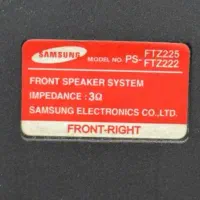 SAMSUNG MODEL NO. PS- FTZ225
FTZ222
FRONT SPEAKER SYSTEM
IMPEDANCE : 3Ω
SAMSUNG ELECTRONICS CO.,LTD.
FRONT-RIGHT